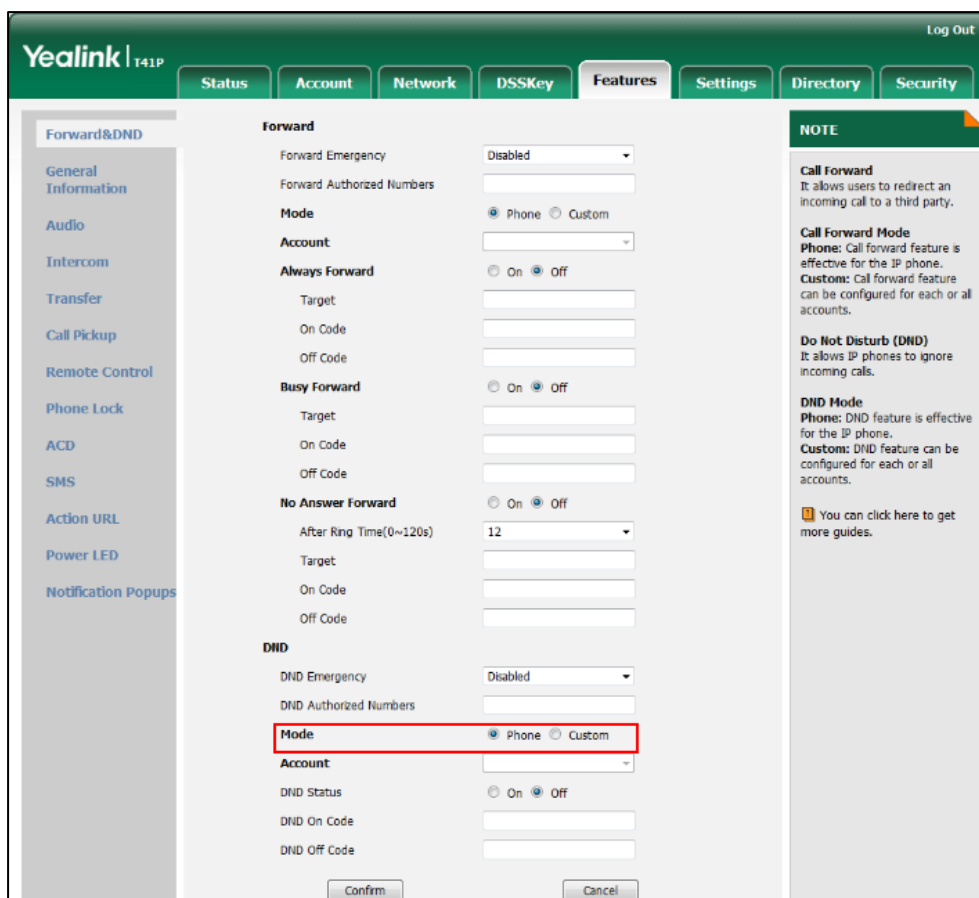 Log Out
Yealink | T41P
Status Account Network DSSKey Features Settings Directory Security
Forward&DND
General
Information
Audio
Intercom
Transfer
Call Pickup
Remote Control
Phone Lock
ACD
SMS
Action URL
Power LED
Notification Popups
Forward
Forward Emergency Disabled
Forward Authorized Numbers
Mode Phone Custom
Account
Always Forward On Off
Target
On Code
Off Code
Busy Forward On Off
Target
On Code
Off Code
No Answer Forward On Off
After Ring Time(0~120s) 12
Target
On Code
Off Code
DND
DND Emergency Disabled
DND Authorized Numbers
Mode Phone Custom
Account
DND Status On Off
DND On Code
DND Off Code
Confirm Cancel
NOTE
Call Forward
It allows users to redirect an
incoming call to a third party.
Call Forward Mode
Phone: Call forward feature is
effective for the IP phone.
Custom: Call forward feature
can be configured for each or all
accounts.
Do Not Disturb (DND)
It allows IP phones to ignore
incoming calls.
DND Mode
Phone: DND feature is effective
for the IP phone.
Custom: DND feature can be
configured for each or all
accounts.
You can click here to get
more guides.